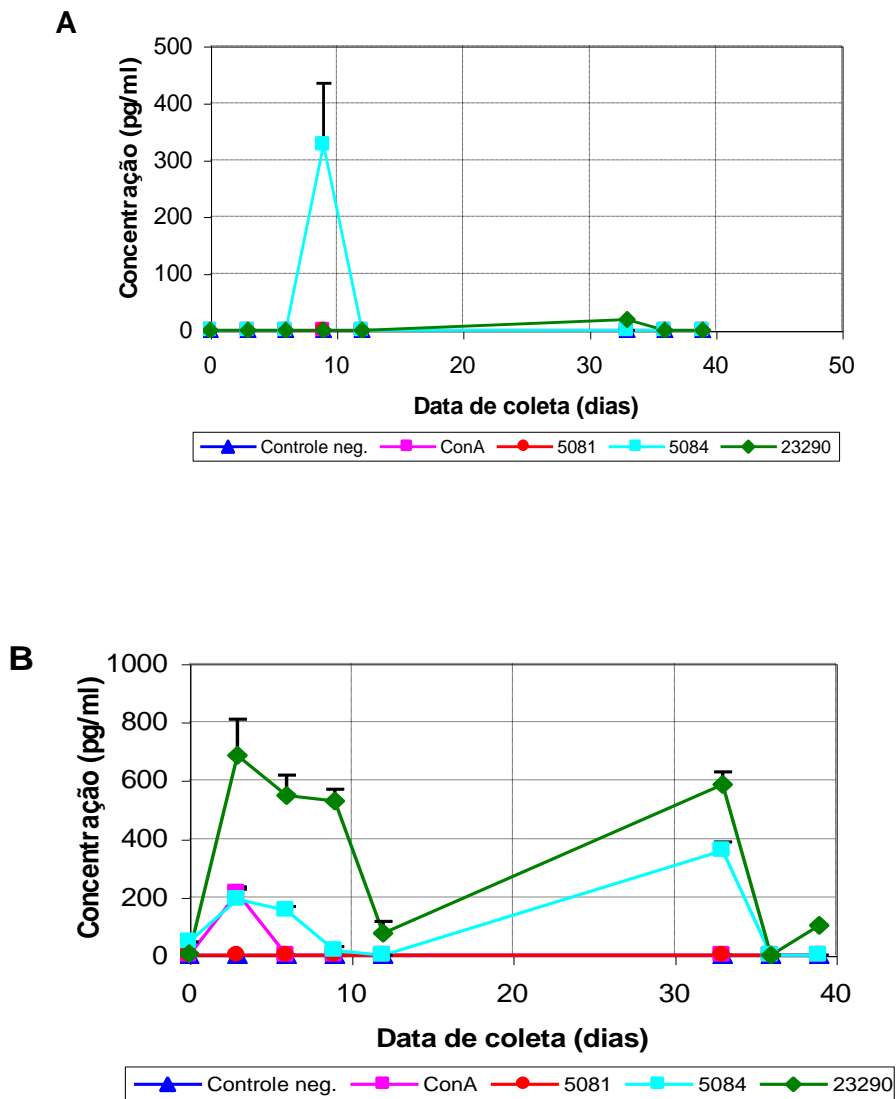 A
500
400
300
200
100
0
Concentração (pg/ml)
0 10 20 30 40 50
Data de coleta (dias)
Controle neg. ConA 5081 5084 23290
B
1000
800
600
400
200
0
Concentração (pg/ml)
0 10 20 30 40
Data de coleta (dias)
Controle neg. ConA 5081 5084 23290